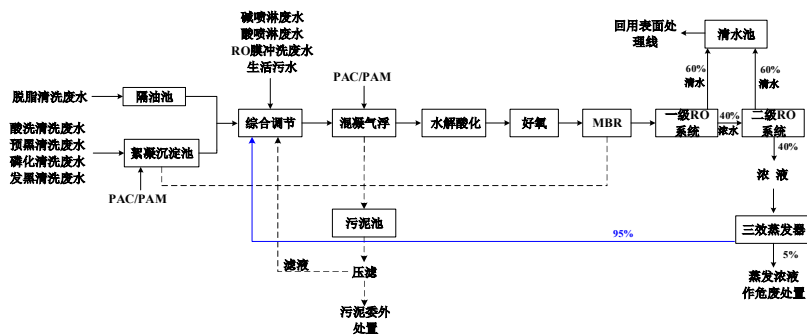 碱喷淋废水
酸喷淋废水
RO膜冲洗废水
生活污水
回用表面处
理线
清水池
PAC/PAM
60%
清水
60%
清水
脱脂清洗废水
隔油池
综合调节
混凝气浮
水解酸化
好氧
MBR
一级RO
系统
40%
浓水
二级RO
系统
酸洗清洗废水
预黑清洗废水
磷化清洗废水
发黑清洗废水
絮凝沉淀池
PAC/PAM
40%
浓 液
污泥池
95%
三效蒸发器
滤液
压滤
5%
蒸发浓液
作危废处置
污泥委外
处置